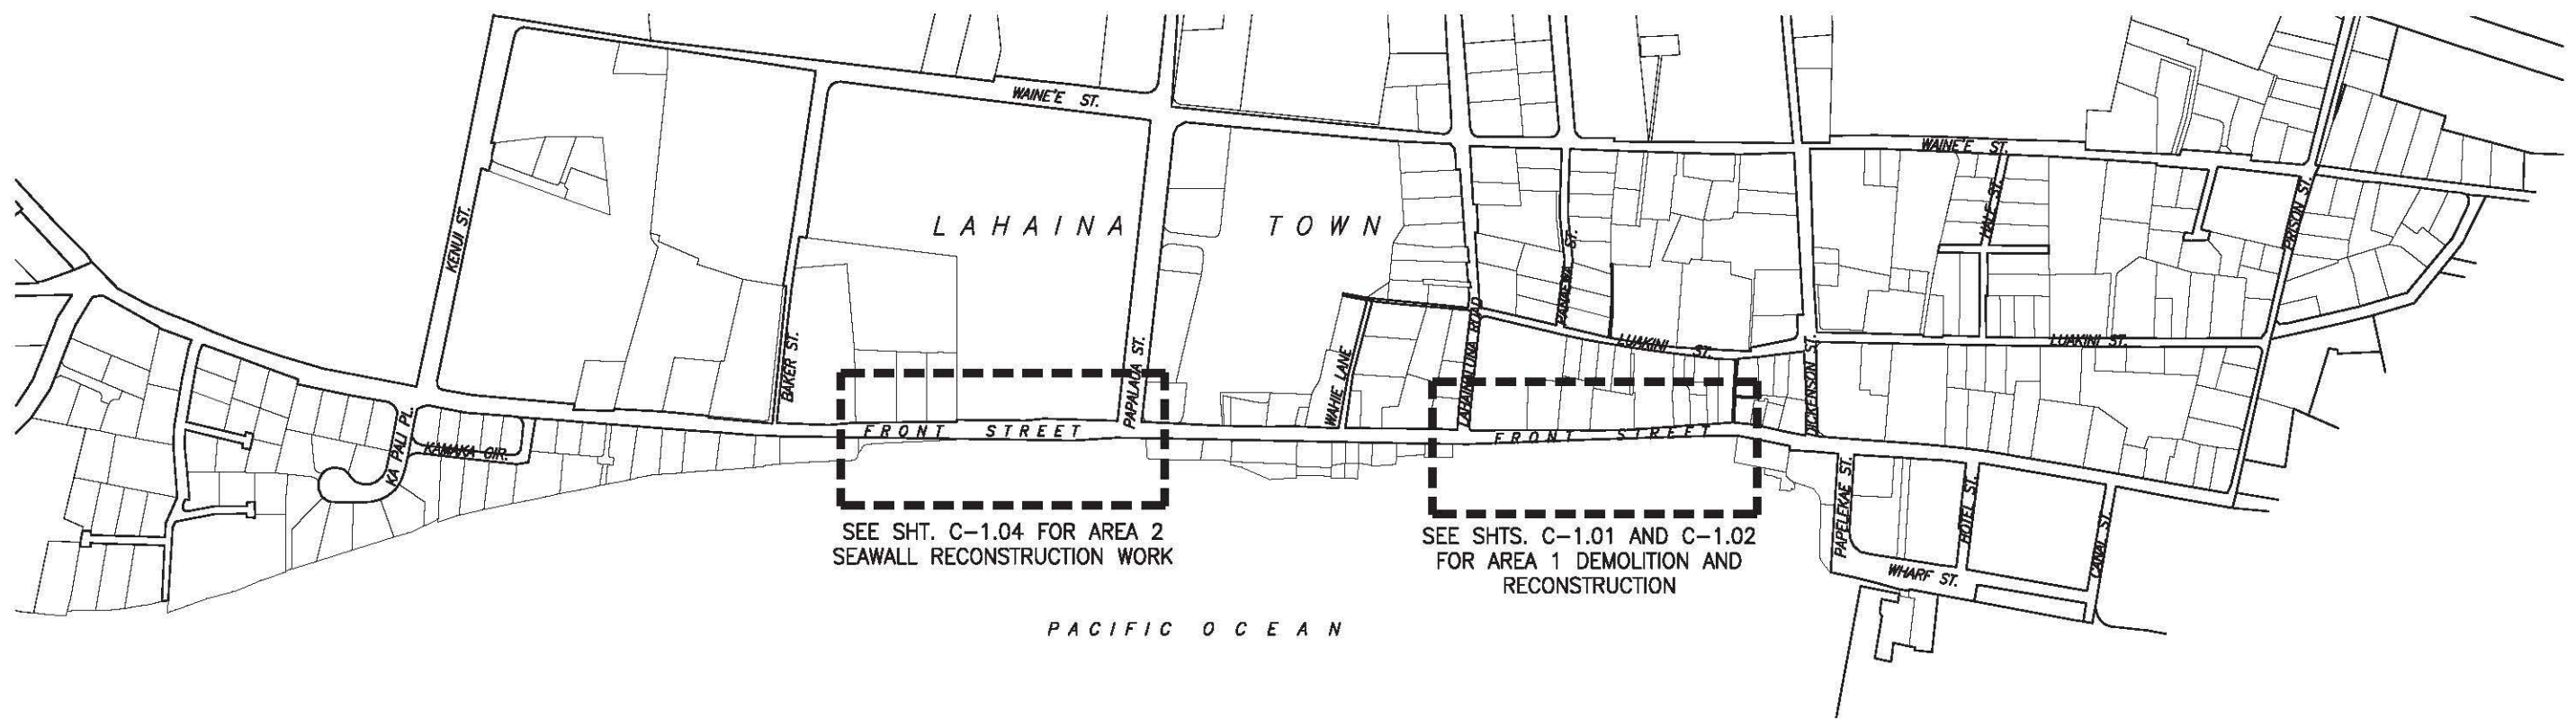 WAINE'E ST.
WAINE'E ST.
KENUI ST.
LAHAINA TOWN
HALE ST.
PRISON ST.
PANAEWA ST.
BAKER ST.
PAPALAUA ST.
WAHIE LANE
LAHAINALUNA ROAD
LUAKINI ST.
DICKENSON ST.
LUAKINI ST.
KA PALI PL.
KAMAKA CIR.
FRONT STREET
FRONT STREET
PAPELEKAE ST.
HOTEL ST.
CANAL ST.
WHARF ST.
SEE SHT. C-1.04 FOR AREA 2
SEAWALL RECONSTRUCTION WORK
SEE SHTS. C-1.01 AND C-1.02
FOR AREA 1 DEMOLITION AND
RECONSTRUCTION
PACIFIC OCEAN